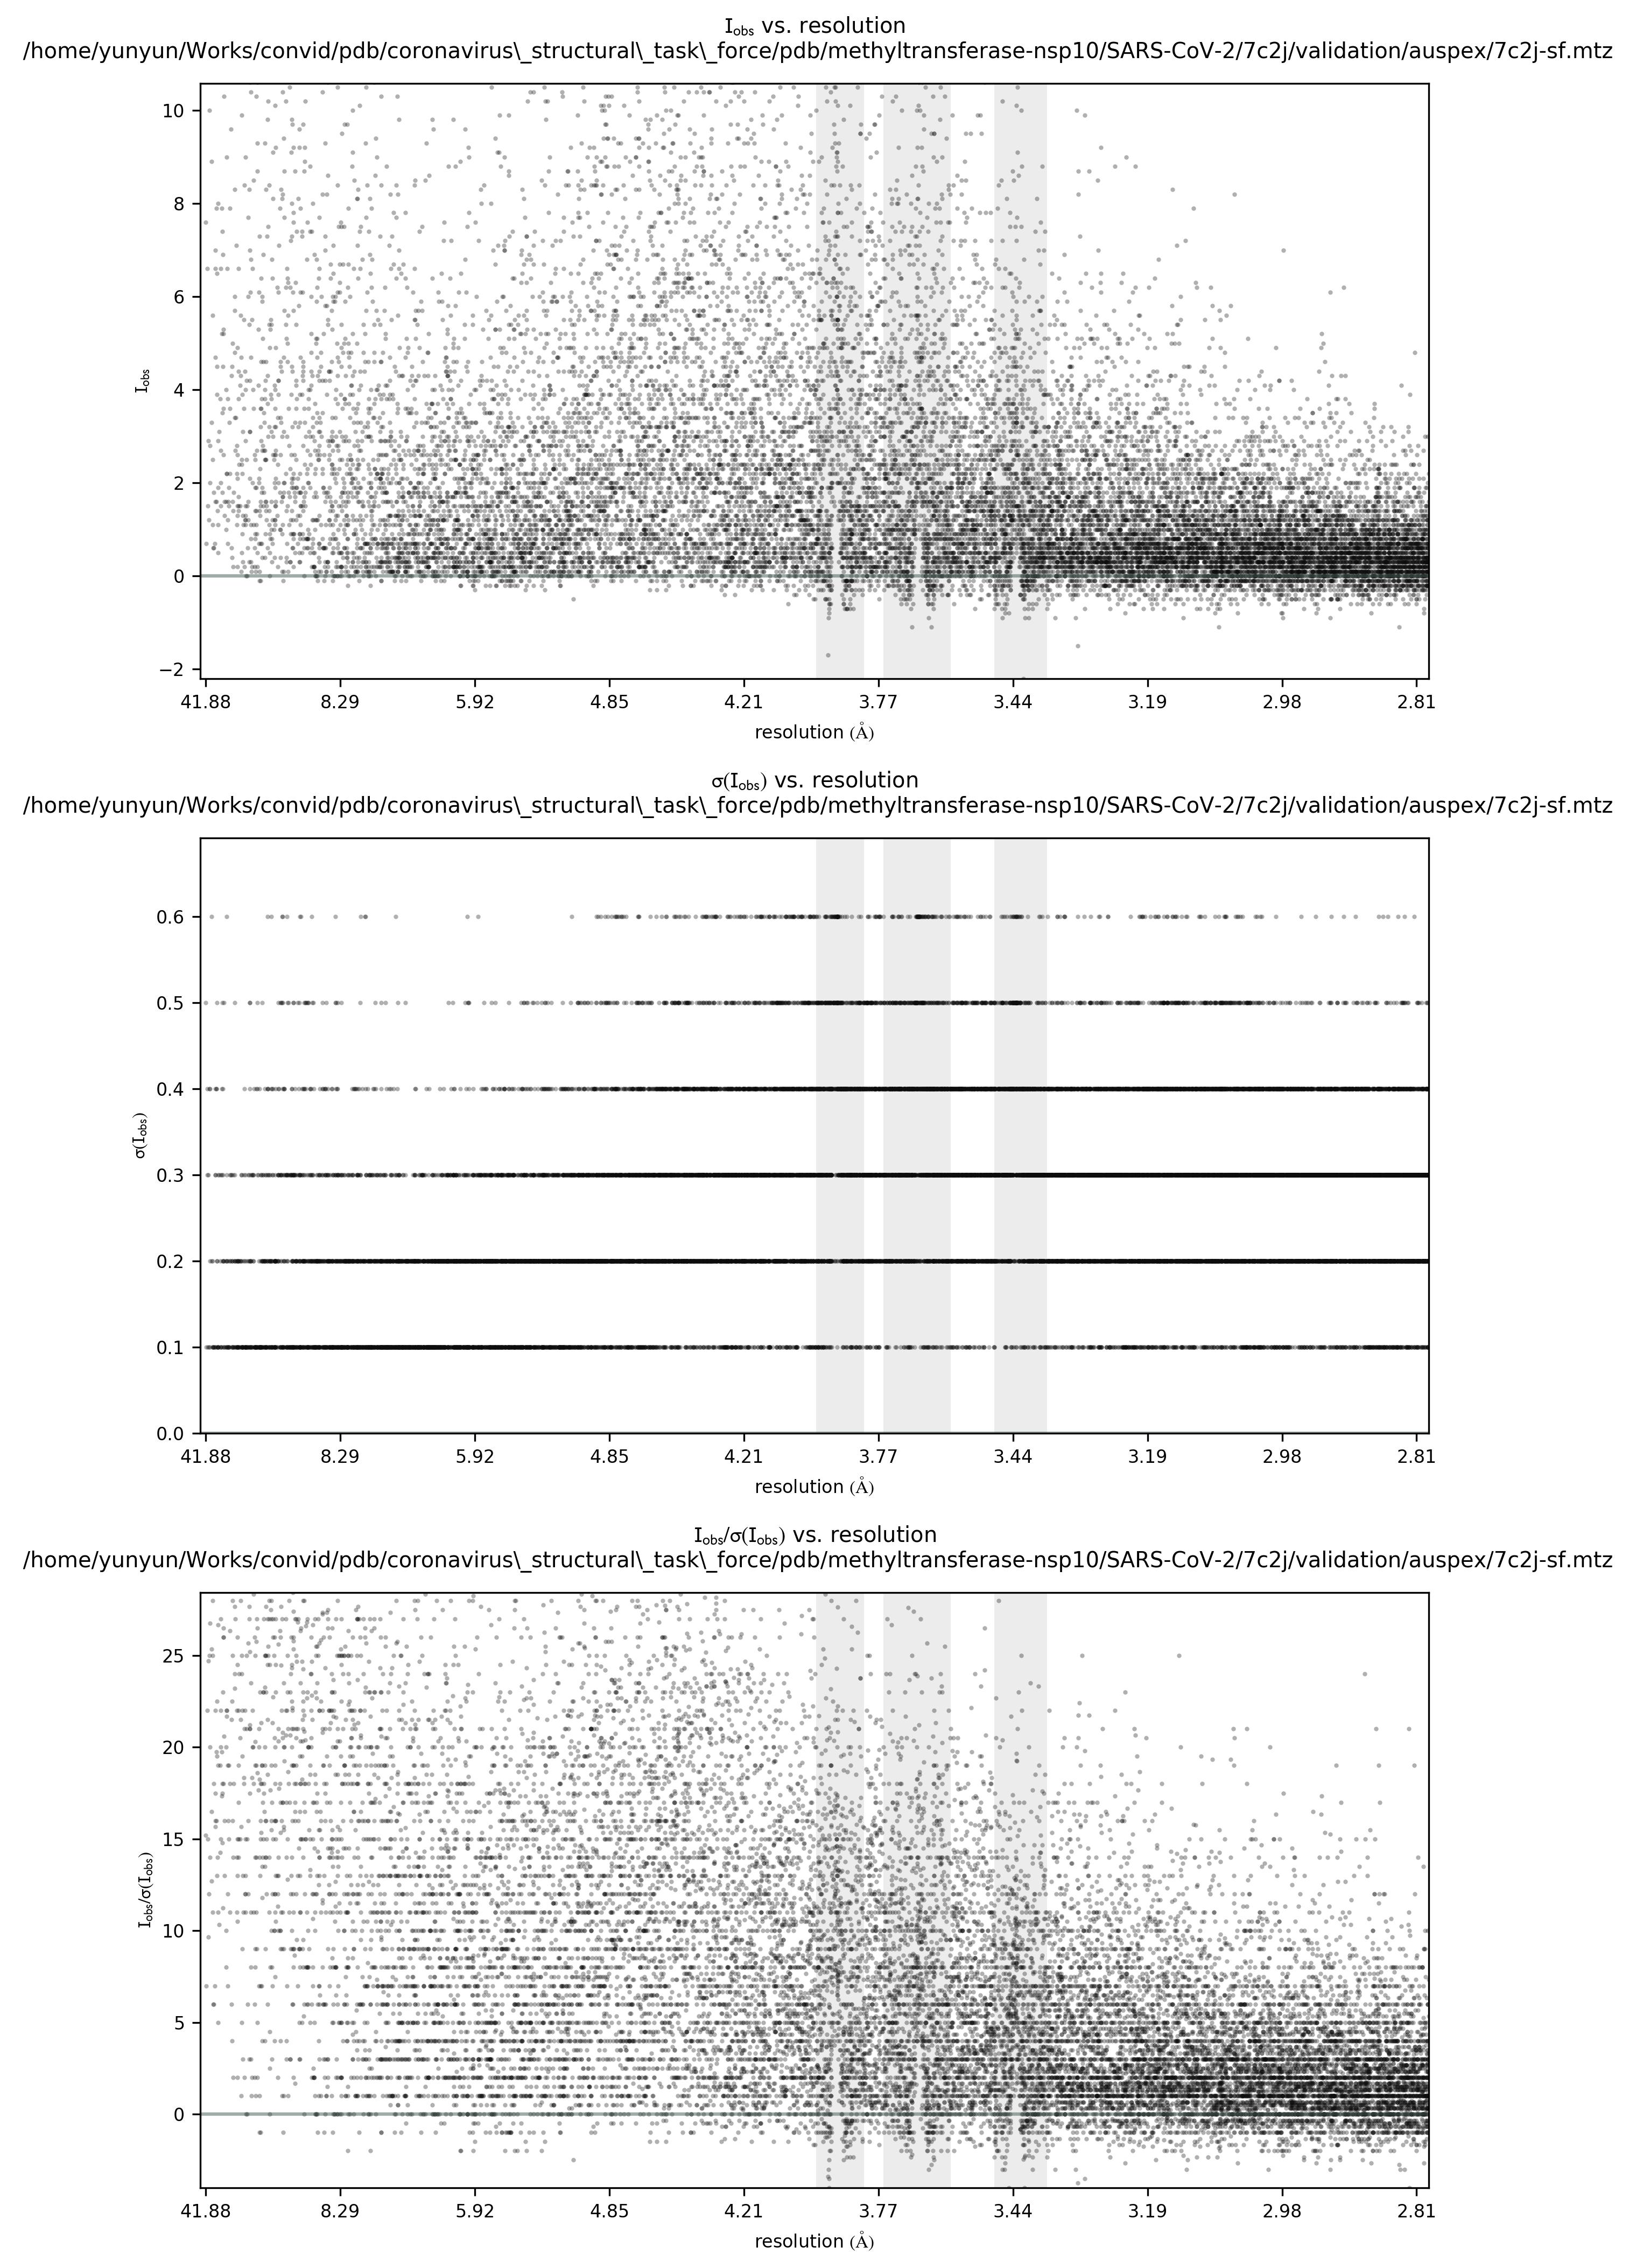 I_obs vs. resolution
/home/yunyun/Works/convid/pdb/coronavirus\_structural\_task\_force/pdb/methyltransferase-nsp10/SARS-CoV-2/7c2j/validation/auspex/7c2j-sf.mtz
10
8
6
4
2
0
−2
I_obs
41.88 8.29 5.92 4.85 4.21 3.77 3.44 3.19 2.98 2.81
resolution (Å)
σ(I_obs) vs. resolution
/home/yunyun/Works/convid/pdb/coronavirus\_structural\_task\_force/pdb/methyltransferase-nsp10/SARS-CoV-2/7c2j/validation/auspex/7c2j-sf.mtz
0.6
0.5
0.4
0.3
0.2
0.1
0.0
σ(I_obs)
41.88 8.29 5.92 4.85 4.21 3.77 3.44 3.19 2.98 2.81
resolution (Å)
I_obs/σ(I_obs) vs. resolution
/home/yunyun/Works/convid/pdb/coronavirus\_structural\_task\_force/pdb/methyltransferase-nsp10/SARS-CoV-2/7c2j/validation/auspex/7c2j-sf.mtz
25
20
15
10
5
0
I_obs/σ(I_obs)
41.88 8.29 5.92 4.85 4.21 3.77 3.44 3.19 2.98 2.81
resolution (Å)